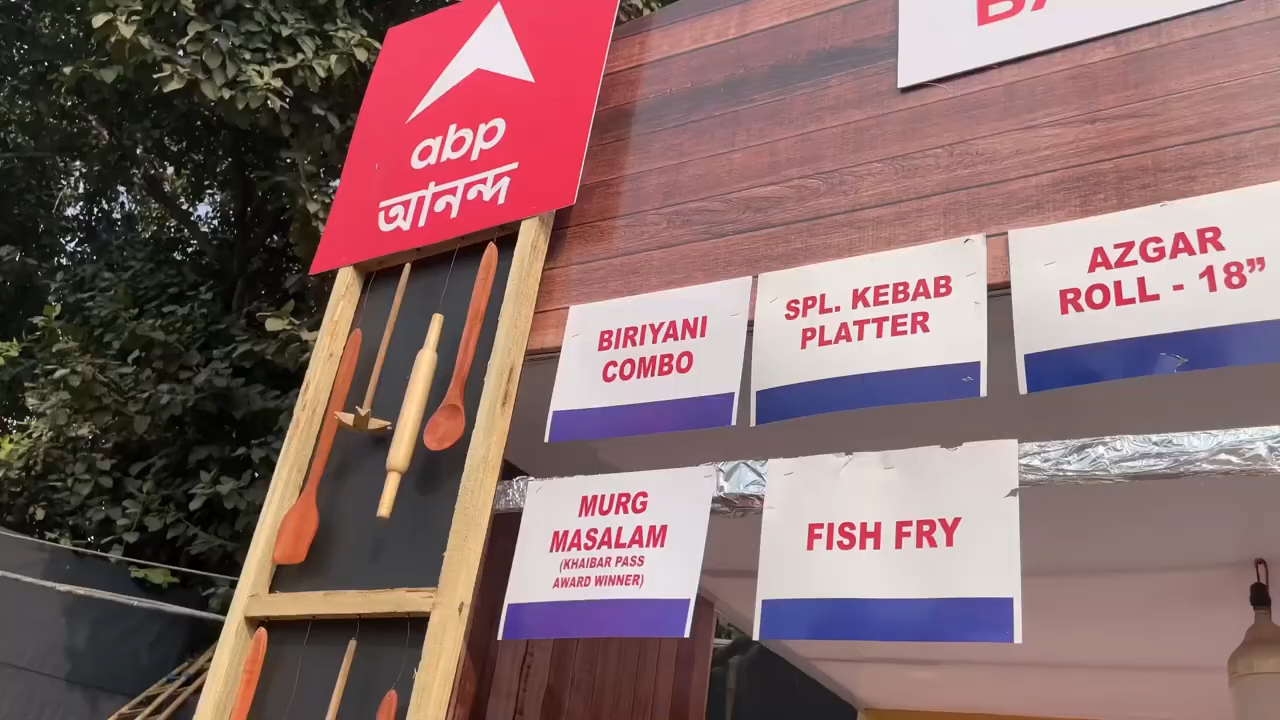 abp
আনন্দ
BIRIYANI
COMBO
SPL. KEBAB
PLATTER
AZGAR
ROLL - 18”
MURG
MASALAM
(KHAIBAR PASS
AWARD WINNER)
FISH FRY